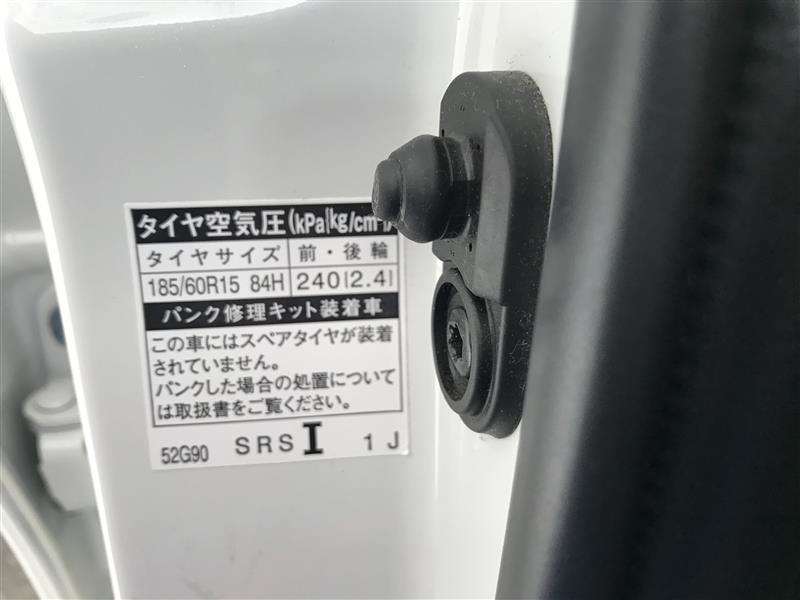 タイヤ空気圧(kPa{kg/cm
タイヤサイズ 前・後輪
185/60R15 84H 240{2.4}
パンク修理キット装着車
この車にはスペアタイヤが装着
されていません。
パンクした場合の処置について
は取扱書をご覧ください。
52G90 SRS I 1J